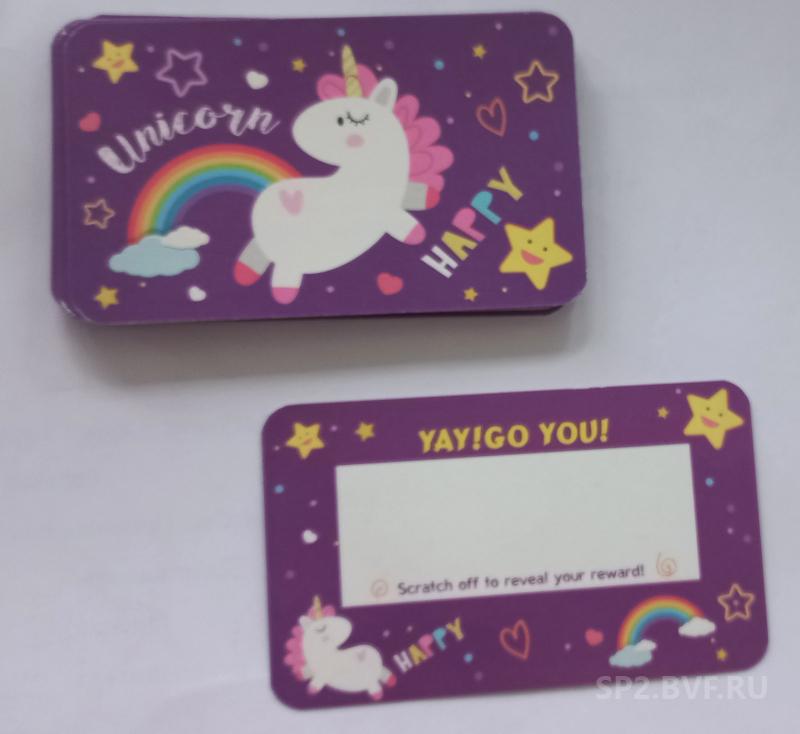 Unicorn
HAPPY
YAY!GO YOU!
Scratch off to reveal your reward!
HAPPY
SP2.BVF.RU